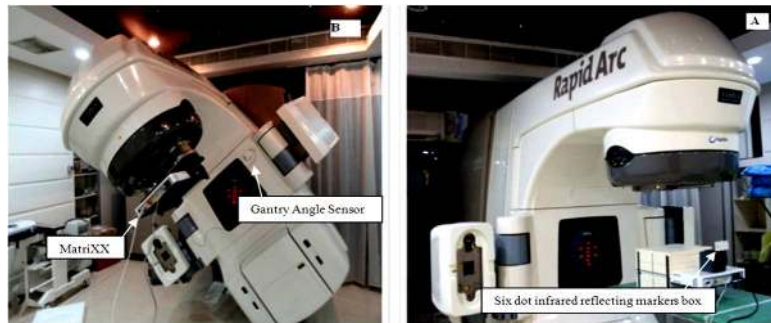 B
Gantry Angle Sensor
MatriXX
A
RapidArc
Six dot infrared reflecting markers box